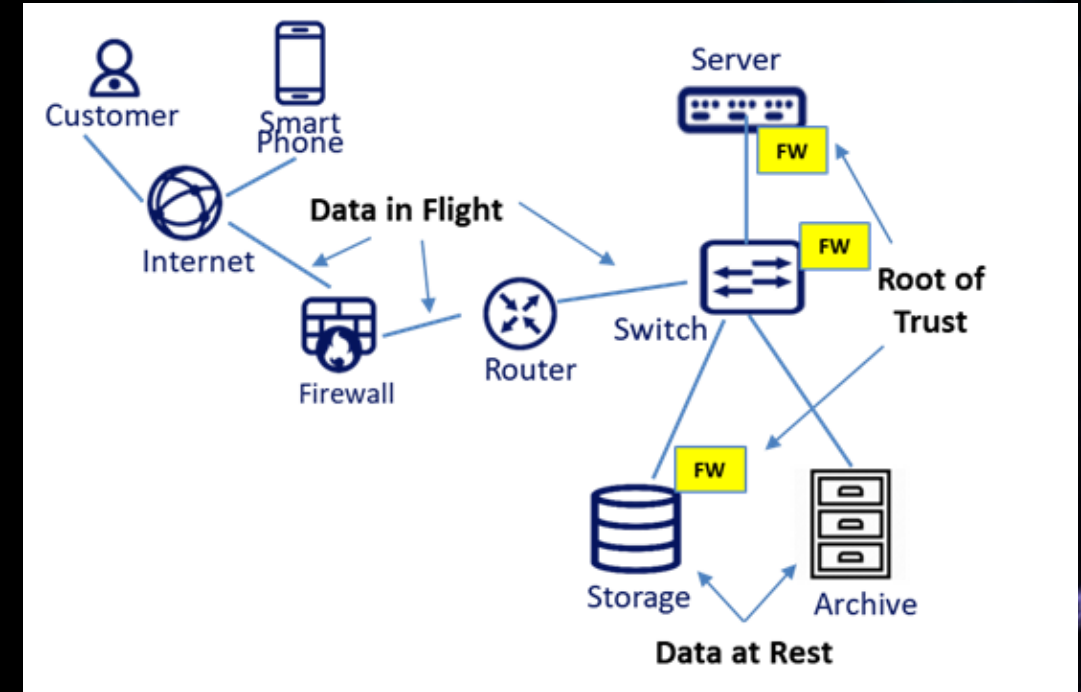 Customer
Smart
Phone
Server
FW
Data in Flight
Internet
FW
Root of
Trust
Switch
Router
Firewall
FW
Storage
Archive
Data at Rest